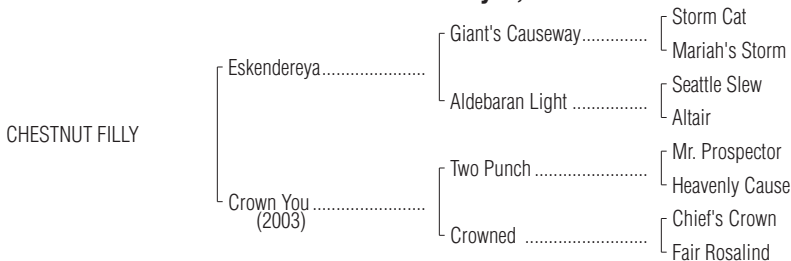 Storm Cat
Giant's Causeway..............
Mariah's Storm
Eskendereya......................
Seattle Slew
Aldebaran Light ................
Altair
CHESTNUT FILLY
Mr. Prospector
Two Punch ........................
Heavenly Cause
Crown You ........................
(2003)
Chief's Crown
Crowned ..........................
Fair Rosalind